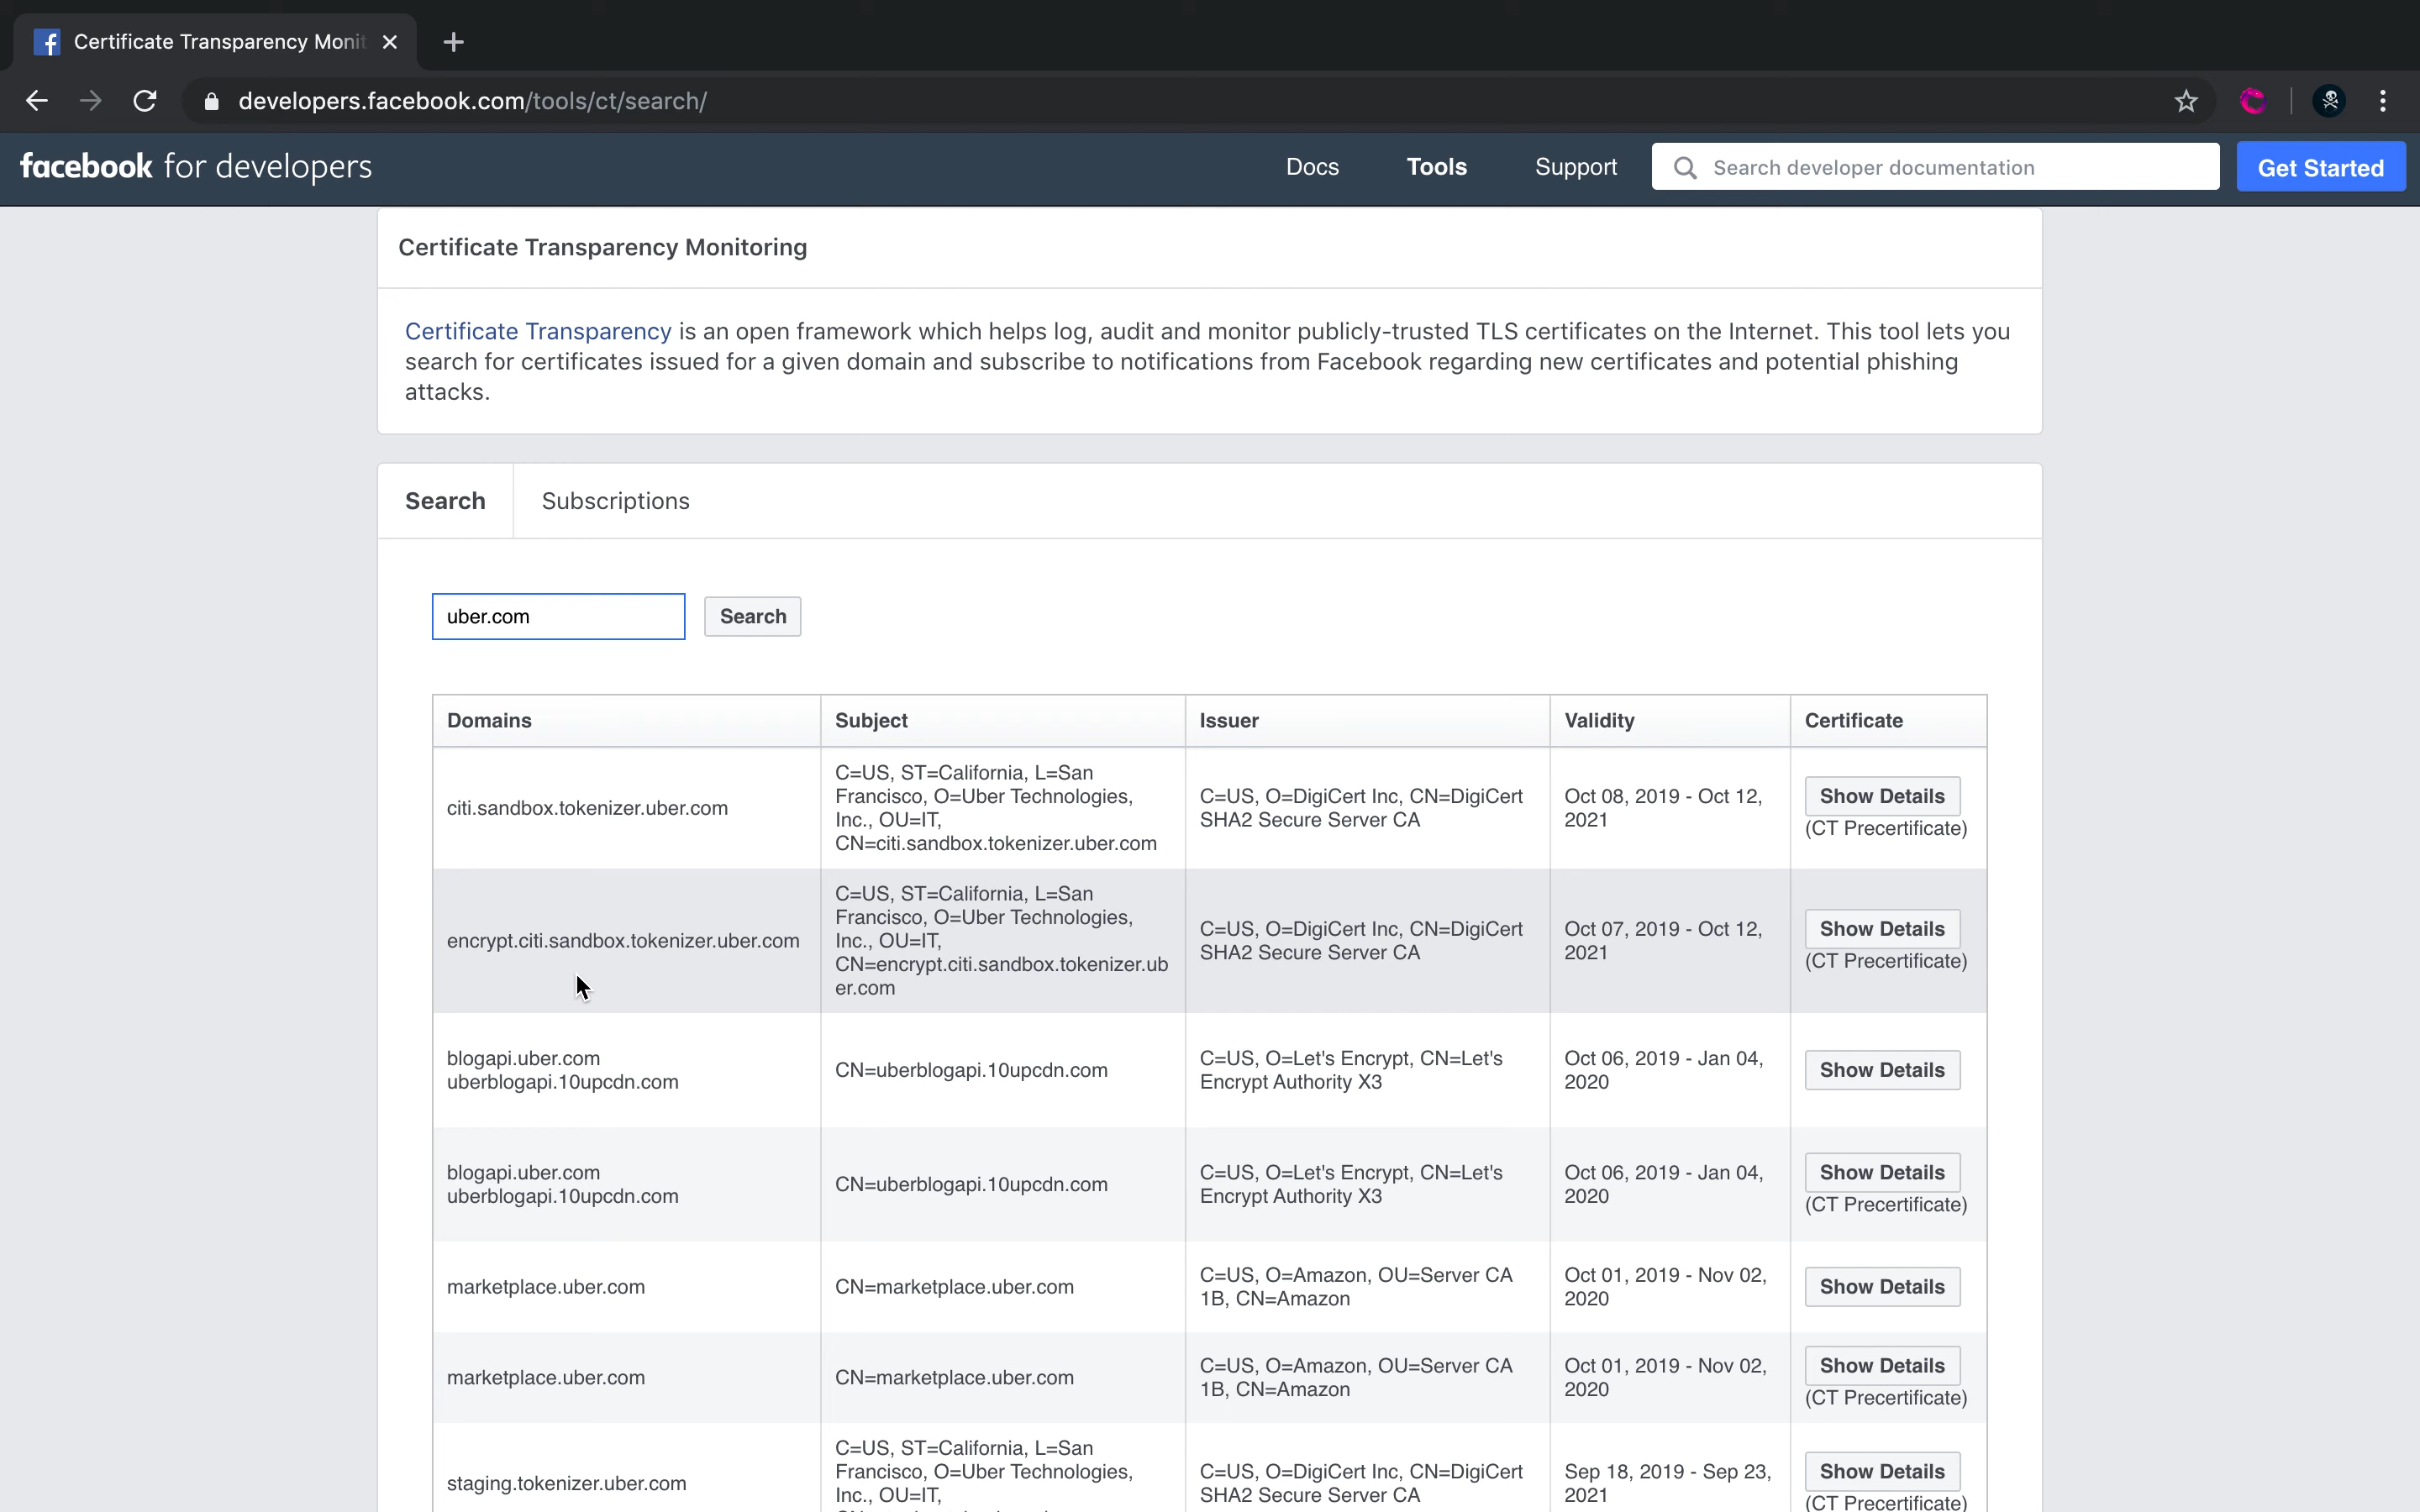 Certificate Transparency Monit
developers.facebook.com/tools/ct/search/
facebook for developers
Docs
Tools
Support
Search developer documentation
Get Started
Certificate Transparency Monitoring
Certificate Transparency is an open framework which helps log, audit and monitor publicly-trusted TLS certificates on the Internet. This tool lets you
search for certificates issued for a given domain and subscribe to notifications from Facebook regarding new certificates and potential phishing
attacks.
Search
Subscriptions
uber.com
Search
Domains
Subject
Issuer
Validity
Certificate
citi.sandbox.tokenizer.uber.com
C=US, ST=California, L=San
Francisco, O=Uber Technologies,
Inc., OU=IT,
CN=citi.sandbox.tokenizer.uber.com
C=US, O=DigiCert Inc, CN=DigiCert
SHA2 Secure Server CA
Oct 08, 2019 - Oct 12,
2021
Show Details
(CT Precertificate)
encrypt.citi.sandbox.tokenizer.uber.com
C=US, ST=California, L=San
Francisco, O=Uber Technologies,
Inc., OU=IT,
CN=encrypt.citi.sandbox.tokenizer.ub
er.com
C=US, O=DigiCert Inc, CN=DigiCert
SHA2 Secure Server CA
Oct 07, 2019 - Oct 12,
2021
Show Details
(CT Precertificate)
blogapi.uber.com
uberblogapi.10upcdn.com
CN=uberblogapi.10upcdn.com
C=US, O=Let's Encrypt, CN=Let's
Encrypt Authority X3
Oct 06, 2019 - Jan 04,
2020
Show Details
blogapi.uber.com
uberblogapi.10upcdn.com
CN=uberblogapi.10upcdn.com
C=US, O=Let's Encrypt, CN=Let's
Encrypt Authority X3
Oct 06, 2019 - Jan 04,
2020
Show Details
(CT Precertificate)
marketplace.uber.com
CN=marketplace.uber.com
C=US, O=Amazon, OU=Server CA
1B, CN=Amazon
Oct 01, 2019 - Nov 02,
2020
Show Details
marketplace.uber.com
CN=marketplace.uber.com
C=US, O=Amazon, OU=Server CA
1B, CN=Amazon
Oct 01, 2019 - Nov 02,
2020
Show Details
(CT Precertificate)
staging.tokenizer.uber.com
C=US, ST=California, L=San
Francisco, O=Uber Technologies,
Inc., OU=IT,
C=US, O=DigiCert Inc, CN=DigiCert
SHA2 Secure Server CA
Sep 18, 2019 - Sep 23,
2021
Show Details
(CT Precertificate)